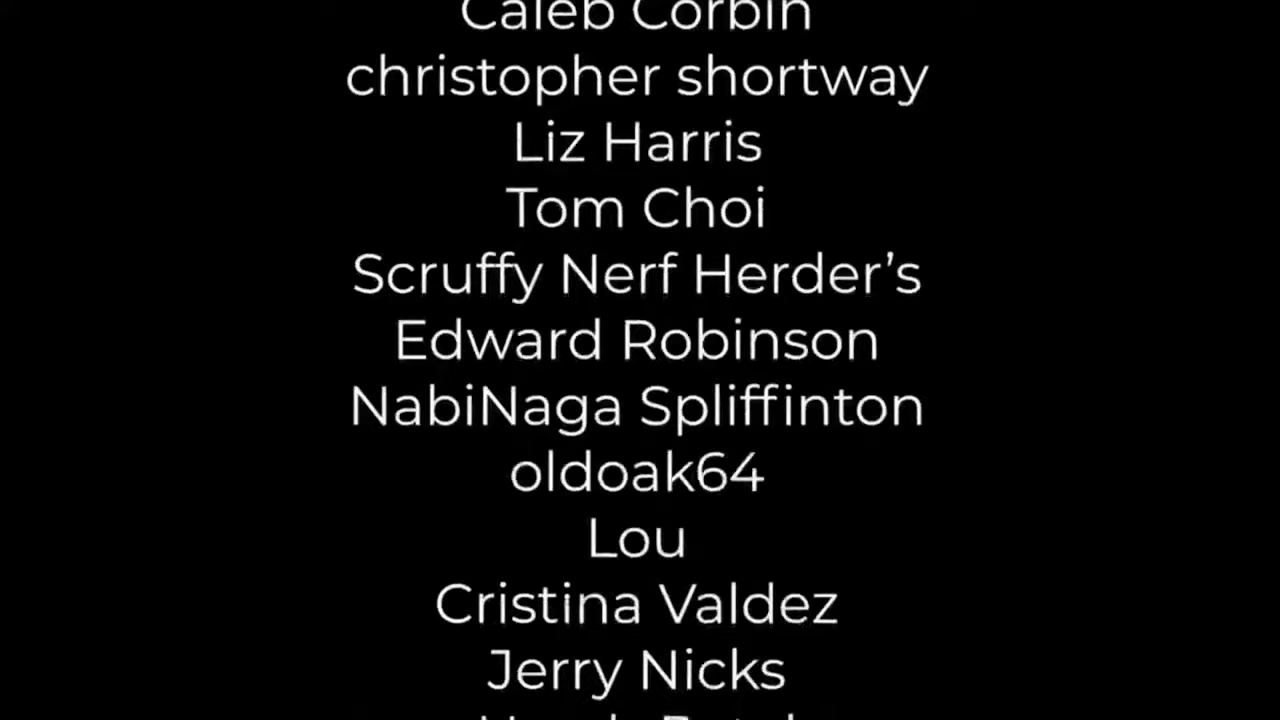 Caleb Corbin
christopher shortway
Liz Harris
Tom Choi
Scruffy Nerf Herder’s
Edward Robinson
NabiNaga Spliffinton
oldoak64
Lou
Cristina Valdez
Jerry Nicks